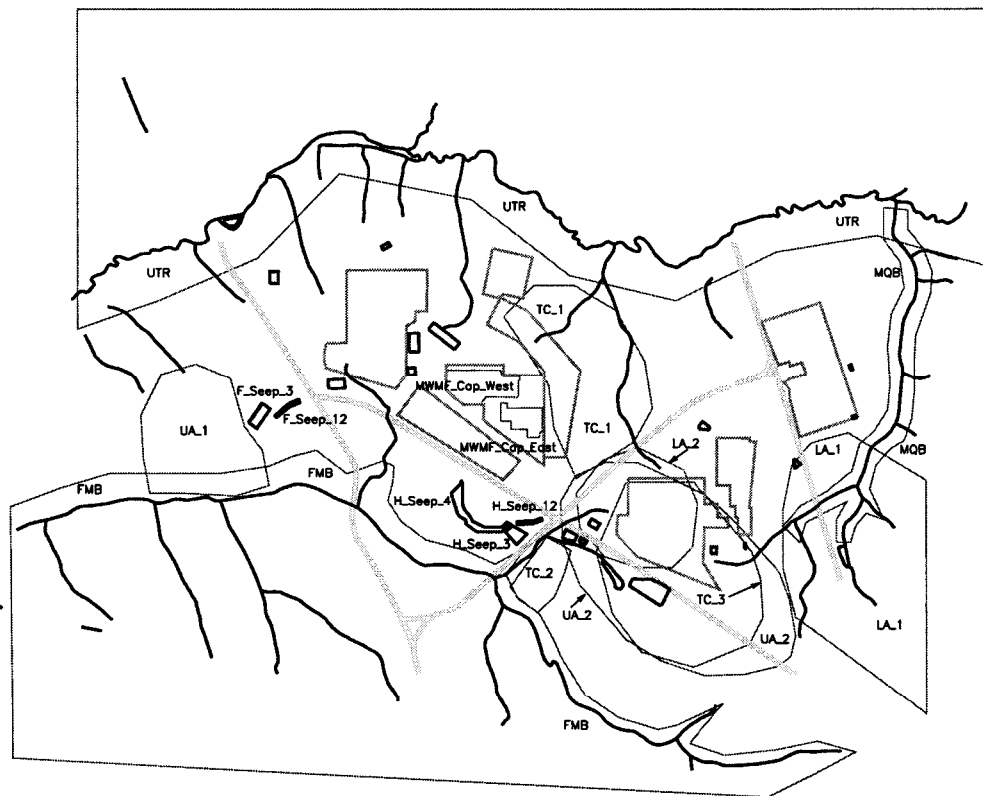 UTR
UTR
UTR
MQB
TC_1
MWMF_Cap_West
F_Seep_3
F_Seep_12
UA_1
TC_1
LA_2
MWMF_Cap_East
LA_1
MQB
FMB
FMB
H_Seep_4
H_Seep_12
H_Seep_3
TC_2
TC_3
UA_2
UA_2
LA_1
FMB